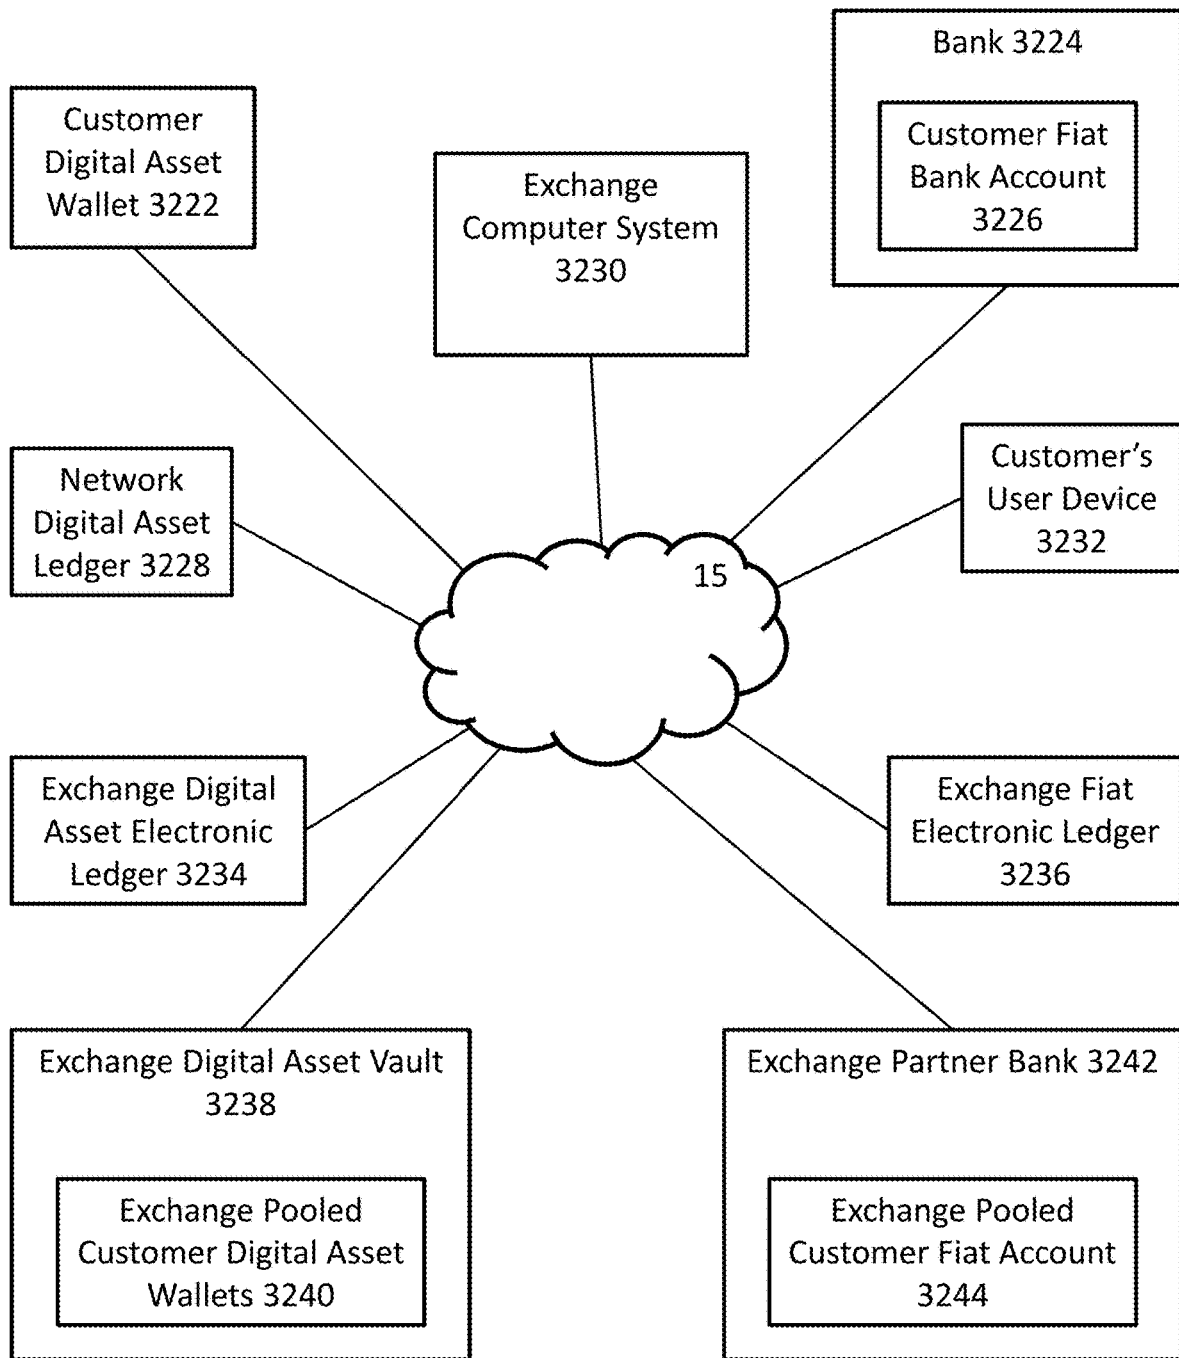 Bank 3224
Customer
Digital Asset
Wallet 3222
Exchange
Computer System
3230
Customer Fiat
Bank Account
3226
Network
Digital Asset
Ledger 3228
Customer’s
User Device
3232
15
Exchange Digital
Asset Electronic
Ledger 3234
Exchange Fiat
Electronic Ledger
3236
Exchange Digital Asset Vault
3238
Exchange Pooled
Customer Digital Asset
Wallets 3240
Exchange Partner Bank 3242
Exchange Pooled
Customer Fiat Account
3244